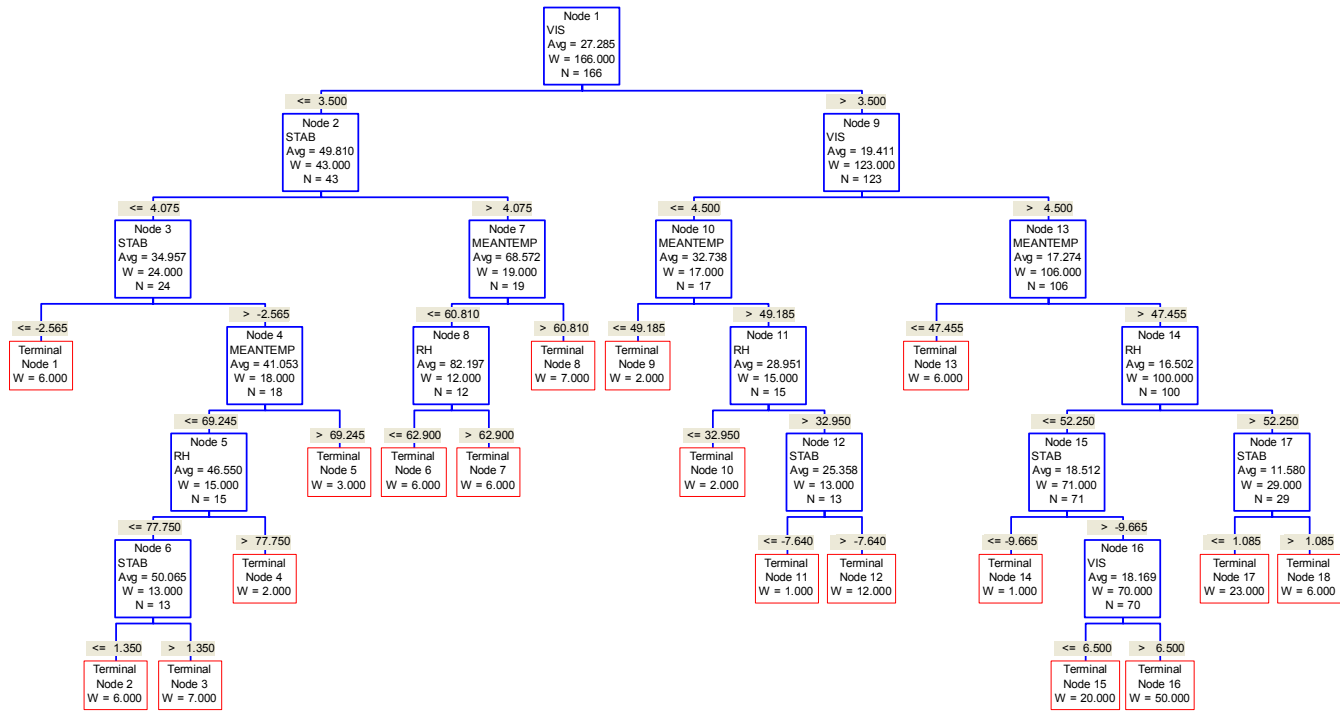 Node 1
VIS
Avg = 27.285
W = 166.000
N = 166
<= 3.500
> 3.500
Node 2
STAB
Avg = 49.810
W = 43.000
N = 43
Node 9
VIS
Avg = 19.411
W = 123.000
N = 123
<= 4.075
> 4.075
<= 4.500
> 4.500
Node 3
STAB
Avg = 34.957
W = 24.000
N = 24
Node 7
MEANTEMP
Avg = 68.572
W = 19.000
N = 19
Node 10
MEANTEMP
Avg = 32.738
W = 17.000
N = 17
Node 13
MEANTEMP
Avg = 17.274
W = 106.000
N = 106
<= -2.565
> -2.565
<= 60.810
> 60.810
<= 49.185
> 49.185
<= 47.455
> 47.455
Terminal
Node 1
W = 6.000
Node 4
MEANTEMP
Avg = 41.053
W = 18.000
N = 18
Node 8
RH
Avg = 82.197
W = 12.000
N = 12
Terminal
Node 8
W = 7.000
Terminal
Node 9
W = 2.000
Node 11
RH
Avg = 28.951
W = 15.000
N = 15
Terminal
Node 13
W = 6.000
Node 14
RH
Avg = 16.502
W = 100.000
N = 100
<= 69.245
> 69.245
<= 62.900
> 62.900
<= 32.950
> 32.950
<= 52.250
> 52.250
Node 5
RH
Avg = 46.550
W = 15.000
N = 15
Terminal
Node 5
W = 3.000
Terminal
Node 6
W = 6.000
Terminal
Node 7
W = 6.000
Terminal
Node 10
W = 2.000
Node 12
STAB
Avg = 25.358
W = 13.000
N = 13
Node 15
STAB
Avg = 18.512
W = 71.000
N = 71
Node 17
STAB
Avg = 11.580
W = 29.000
N = 29
<= 77.750
> 77.750
<= -7.640
> -7.640
<= -9.665
> -9.665
<= 1.085
> 1.085
Node 6
STAB
Avg = 50.065
W = 13.000
N = 13
Terminal
Node 4
W = 2.000
Terminal
Node 11
W = 1.000
Terminal
Node 12
W = 12.000
Terminal
Node 14
W = 1.000
Node 16
VIS
Avg = 18.169
W = 70.000
N = 70
Terminal
Node 17
W = 23.000
Terminal
Node 18
W = 6.000
<= 1.350
> 1.350
<= 6.500
> 6.500
Terminal
Node 2
W = 6.000
Terminal
Node 3
W = 7.000
Terminal
Node 15
W = 20.000
Terminal
Node 16
W = 50.000